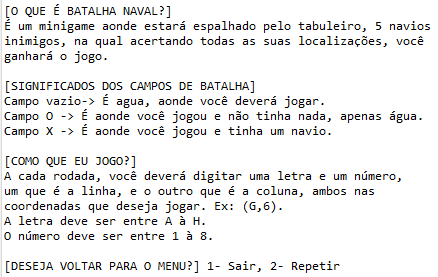 [O QUE É BATALHA NAVAL?]
É um minigame aonde estará espalhado pelo tabuleiro, 5 navios
inimigos, na qual acertando todas as suas localizações, você
ganhará o jogo.
[SIGNIFICADOS DOS CAMPOS DE BATALHA]
Campo vazio-> É agua, aonde você deverá jogar.
Campo O -> É aonde você jogou e não tinha nada, apenas água.
Campo X -> É aonde você jogou e tinha um navio.
[COMO QUE EU JOGO?]
A cada rodada, você deverá digitar uma letra e um número,
um que é a linha, e o outro que é a coluna, ambos nas
coordenadas que deseja jogar. Ex: (G,6).
A letra deve ser entre A à H.
O número deve ser entre 1 à 8.
[DESEJA VOLTAR PARA O MENU?] 1- Sair, 2- Repetir